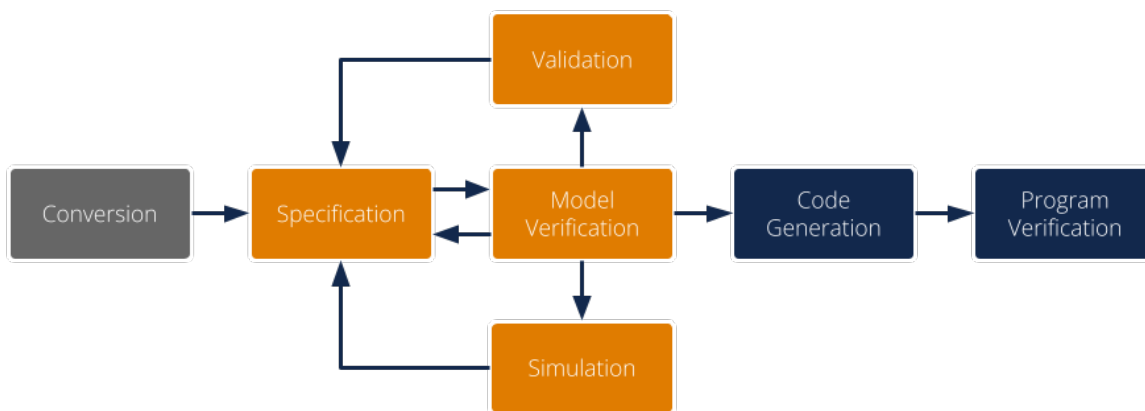 Validation
Conversion
Specification
Model
Verification
Code
Generation
Program
Verification
Simulation